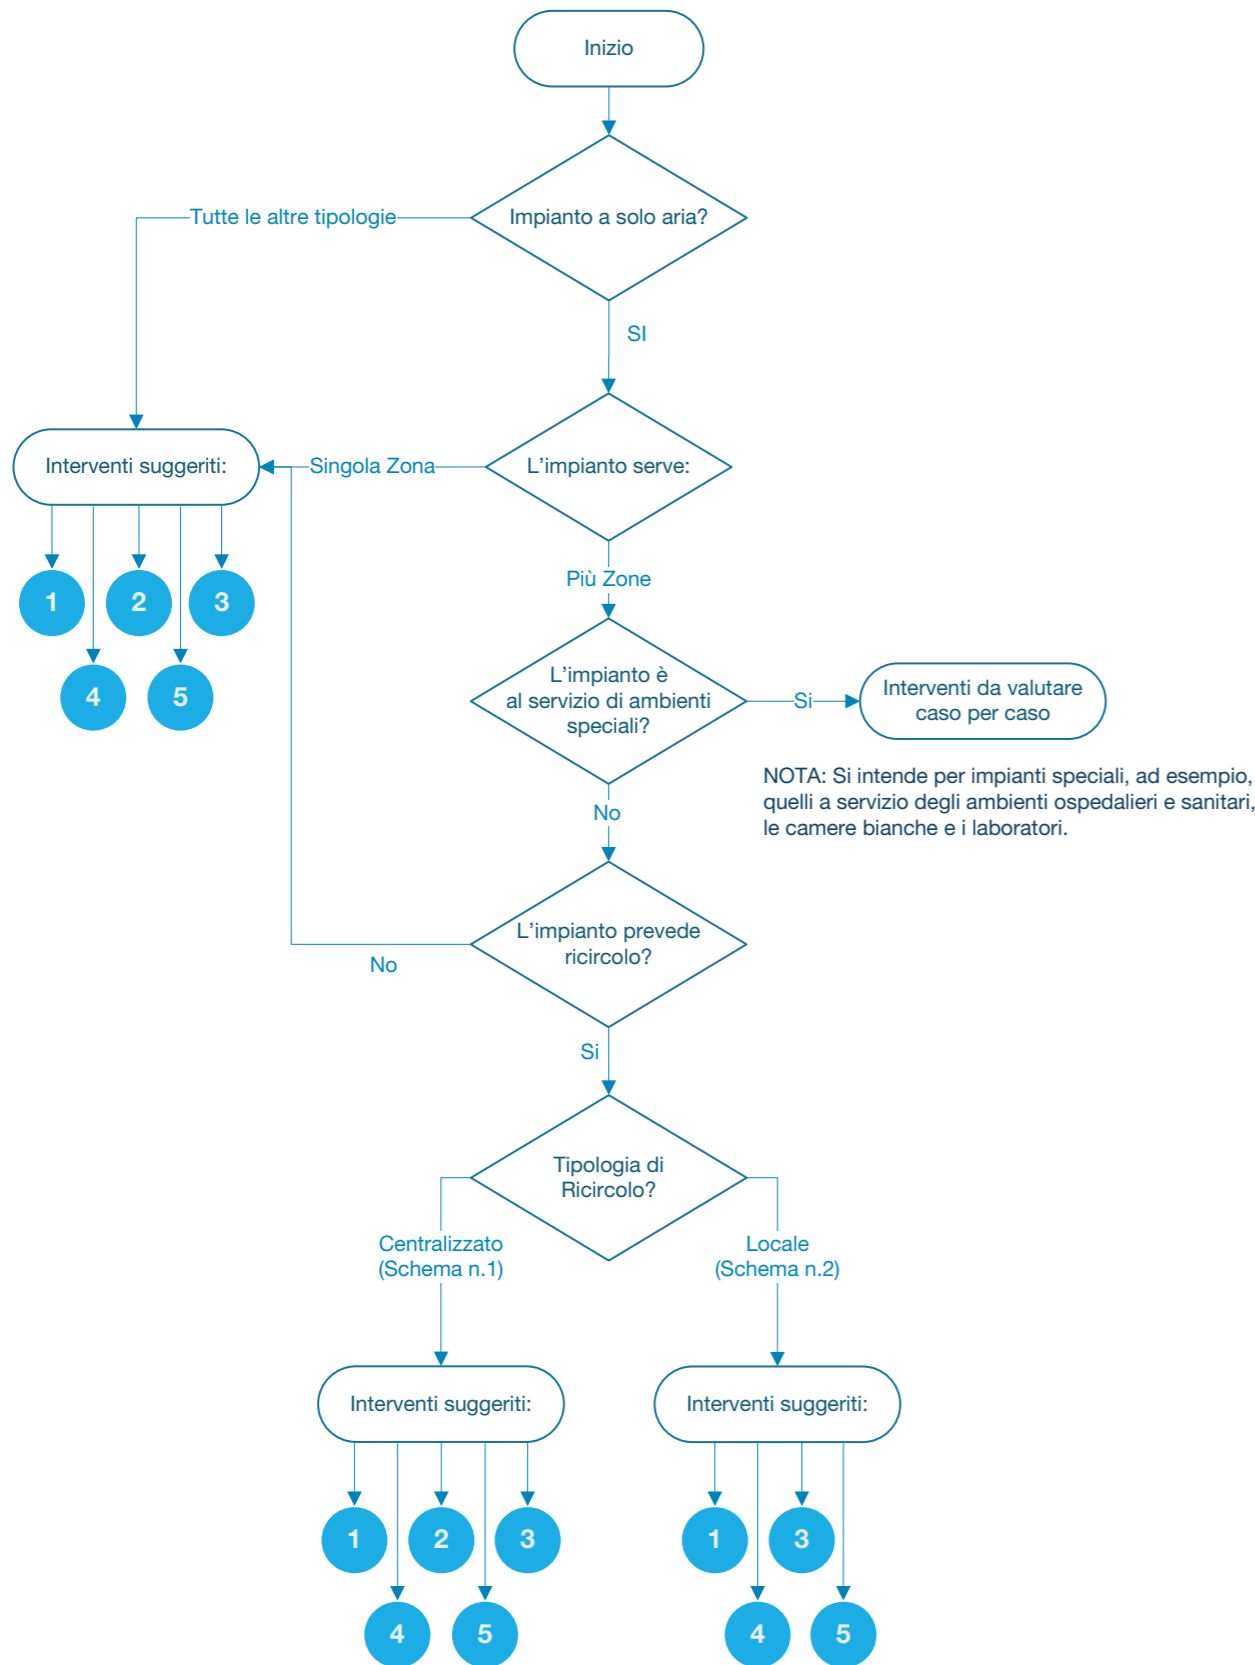 Inizio
Impianto a solo aria?
Tutte le altre tipologie
SI
Interventi suggeriti:
Singola Zona
L'impianto serve:
1
2
3
4
5
Più Zone
L'impianto è
al servizio di ambienti
speciali?
Si
Interventi da valutare
caso per caso
NOTA: Si intende per impianti speciali, ad esempio,
quelli a servizio degli ambienti ospedalieri e sanitari,
le camere bianche e i laboratori.
No
L'impianto prevede
ricircolo?
No
Si
Tipologia di
Ricircolo?
Centralizzato
(Schema n.1)
Locale
(Schema n.2)
Interventi suggeriti:
1
2
3
4
5
Interventi suggeriti:
1
3
4
5